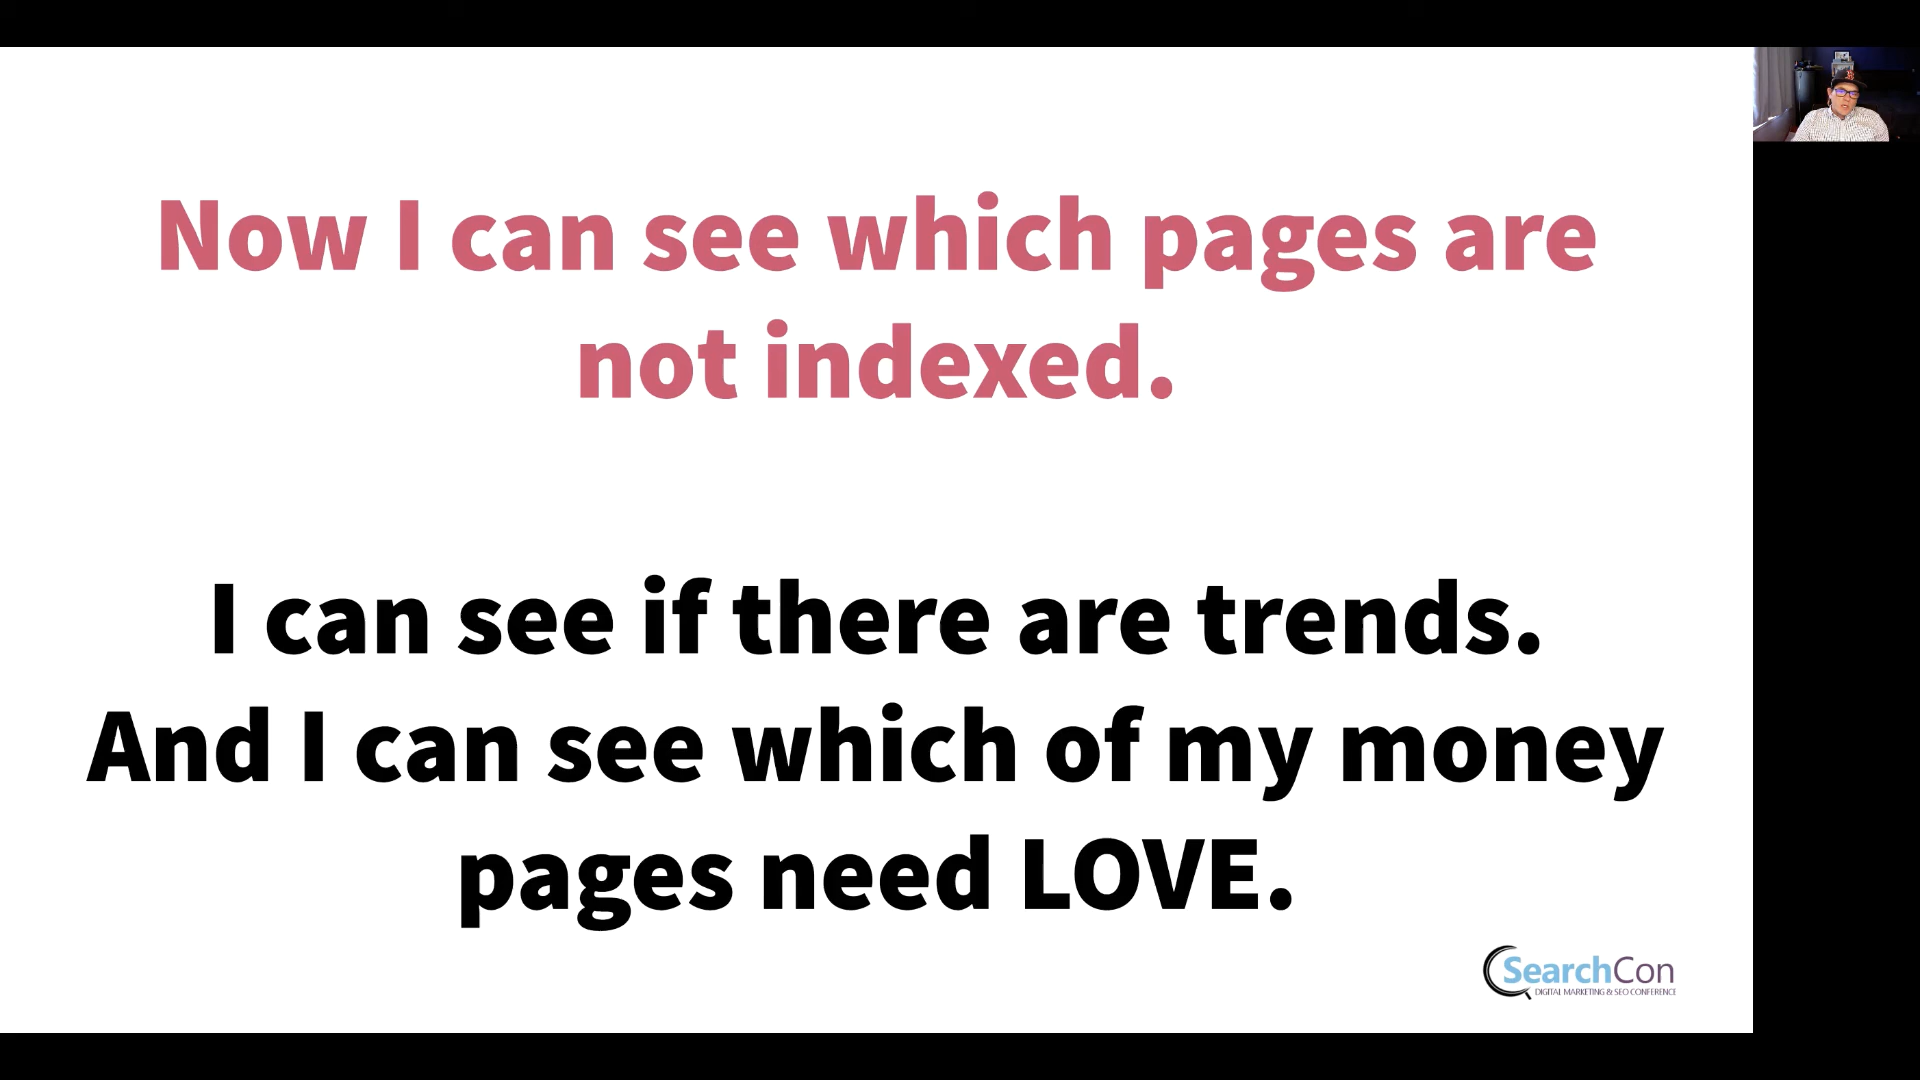 Now I can see which pages are
not indexed.
I can see if there are trends.
And I can see which of my money
pages need LOVE.
SearchCon
DIGITAL MARKETING & SEO CONFERENCE